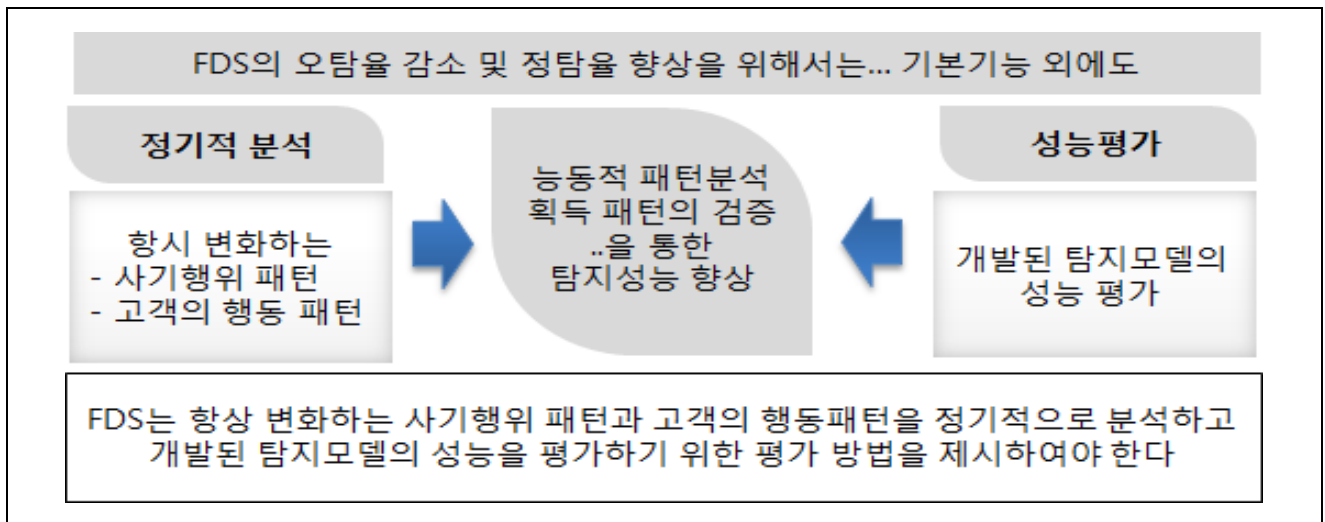 FDS의 오탐율 감소 및 정탐율 향상을 위해서는... 기본기능 외에도
정기적 분석
항시 변화하는
- 사기행위 패턴
- 고객의 행동 패턴
능동적 패턴분석
획득 패턴의 검증
..을 통한
탐지성능 향상
성능평가
개발된 탐지모델의
성능 평가
FDS는 항상 변화하는 사기행위 패턴과 고객의 행동패턴을 정기적으로 분석하고
개발된 탐지모델의 성능을 평가하기 위한 평가 방법을 제시하여야 한다